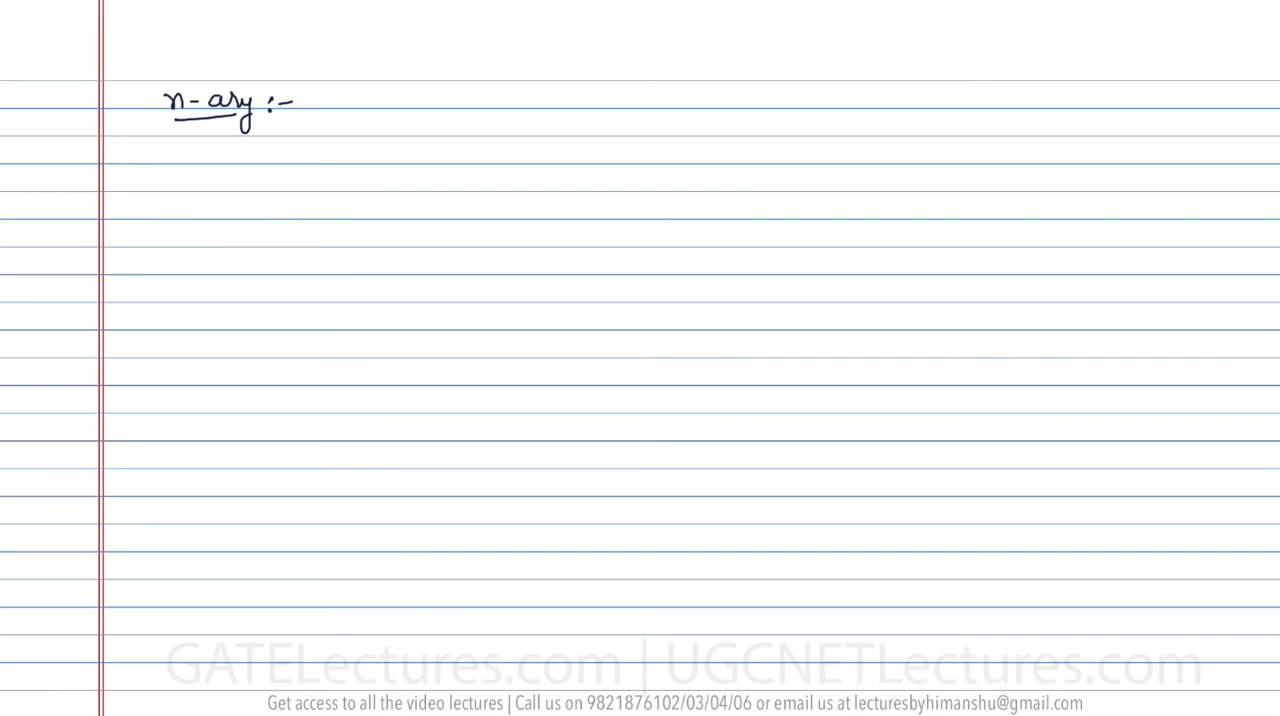 n-ary :-
GATELectures.com | UGCNETLectures.com
Get access to all the video lectures | Call us on 9821876102/03/04/06 or email us at lecturesbyhimanshu@gmail.com